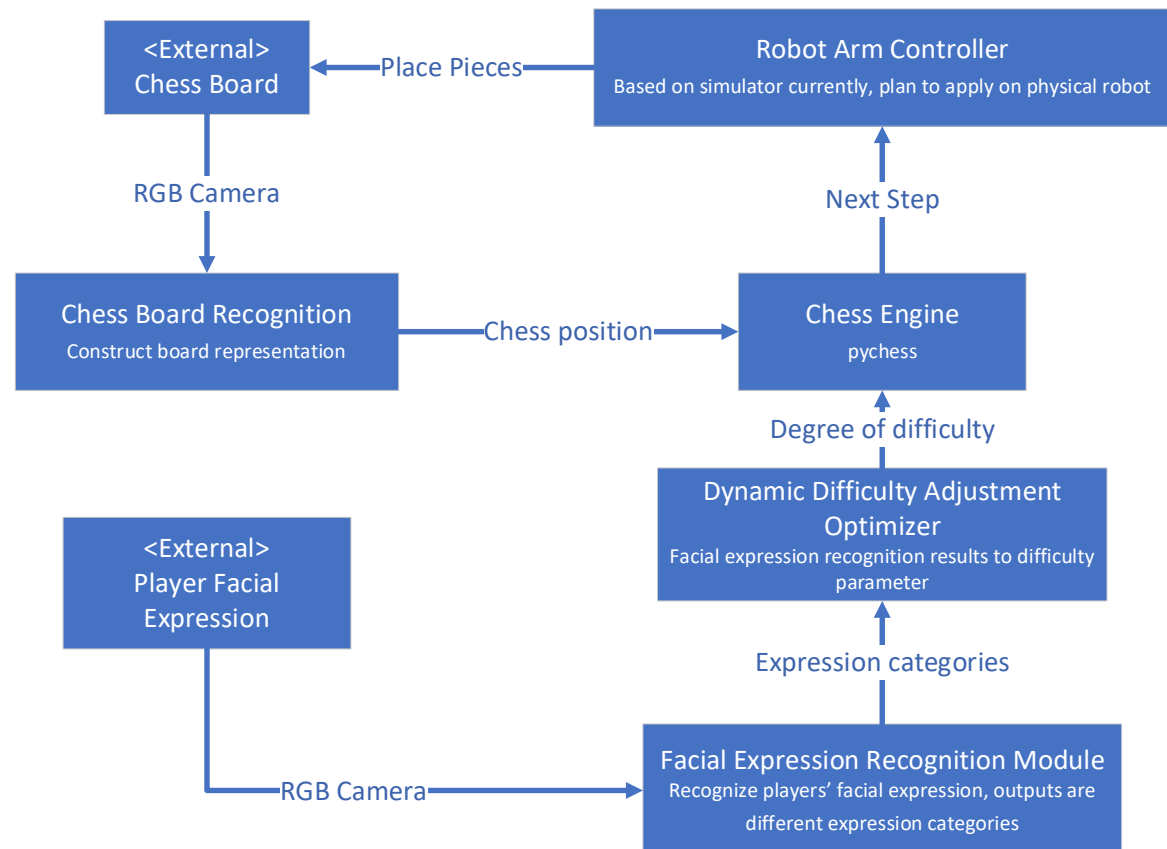 <External>
Chess Board
Place Pieces
Robot Arm Controller
Based on simulator currently, plan to apply on physical robot
RGB Camera
Next Step
Chess Board Recognition
Construct board representation
Chess position
Chess Engine
pychess
Degree of difficulty
Dynamic Difficulty Adjustment
Optimizer
Facial expression recognition results to difficulty
parameter
<External>
Player Facial
Expression
Expression categories
RGB Camera
Facial Expression Recognition Module
Recognize players’ facial expression, outputs are
different expression categories